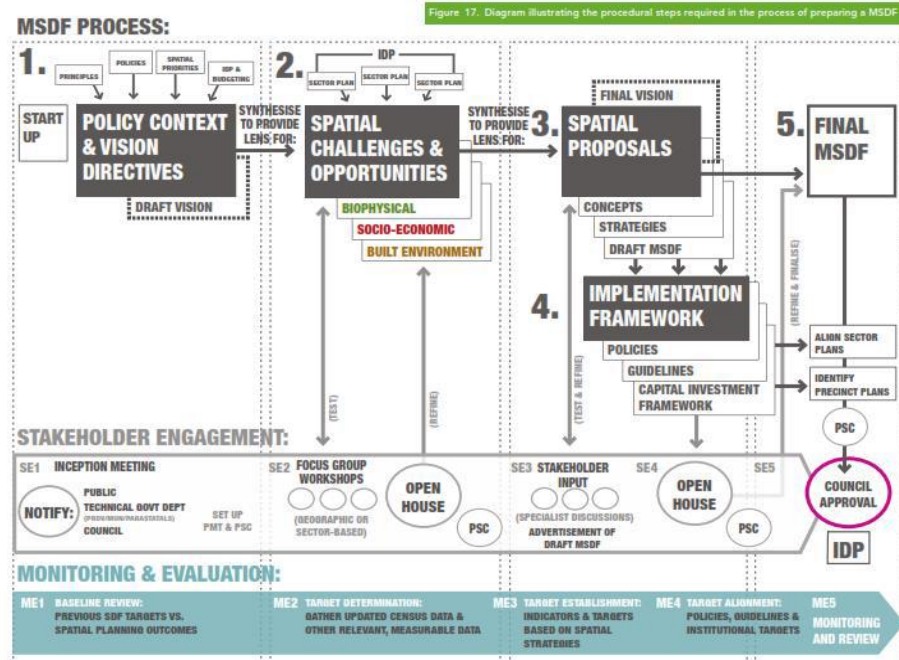 Figure 17. Diagram illustrating the procedural steps required in the process of preparing a MSDF
MSDF PROCESS:
1.
PRINCIPLES
POLICIES
SPATIAL
PRIORITIES
IDP &
BUDGETING
START
UP
POLICY CONTEXT
& VISION
DIRECTIVES
DRAFT VISION
SYNTHESISE
TO PROVIDE
LENS FOR:
2.
IDP
SECTOR PLAN
SECTOR PLAN
SECTOR PLAN
SPATIAL
CHALLENGES &
OPPORTUNITIES
BIOPHYSICAL
SOCIO-ECONOMIC
BUILT ENVIRONMENT
SYNTHESISE
TO PROVIDE
LENS FOR:
3.
FINAL VISION
SPATIAL
PROPOSALS
CONCEPTS
STRATEGIES
DRAFT MSDF
4.
IMPLEMENTATION
FRAMEWORK
POLICIES
GUIDELINES
CAPITAL INVESTMENT
FRAMEWORK
5.
FINAL
MSDF
(REFINE & FINALISE)
ALIGN SECTOR
PLANS
IDENTIFY
PRECINCT PLANS
PSC
COUNCIL
APPROVAL
IDP
(TEST)
(REFINE)
(TEST & REFINE)
STAKEHOLDER ENGAGEMENT:
SE1 INCEPTION MEETING
NOTIFY:
PUBLIC
TECHNICAL GOVT DEPT
(PROV/MUN/PARASTATALS)
COUNCIL
SET UP
PMT & PSC
SE2 FOCUS GROUP
WORKSHOPS
(GEOGRAPHIC OR
SECTOR-BASED)
OPEN
HOUSE
PSC
SE3 STAKEHOLDER
INPUT
(SPECIALIST DISCUSSIONS)
ADVERTISEMENT OF
DRAFT MSDF
SE4
OPEN
HOUSE
PSC
SE5
MONITORING & EVALUATION:
ME1 BASELINE REVIEW:
PREVIOUS SDF TARGETS VS.
SPATIAL PLANNING OUTCOMES
ME2 TARGET DETERMINATION:
GATHER UPDATED CENSUS DATA &
OTHER RELEVANT, MEASURABLE DATA
ME3 TARGET ESTABLISHMENT:
INDICATORS & TARGETS
BASED ON SPATIAL
STRATEGIES
ME4 TARGET ALIGNMENT:
POLICIES, GUIDELINES &
INSTITUTIONAL TARGETS
ME5
MONITORING
AND REVIEW